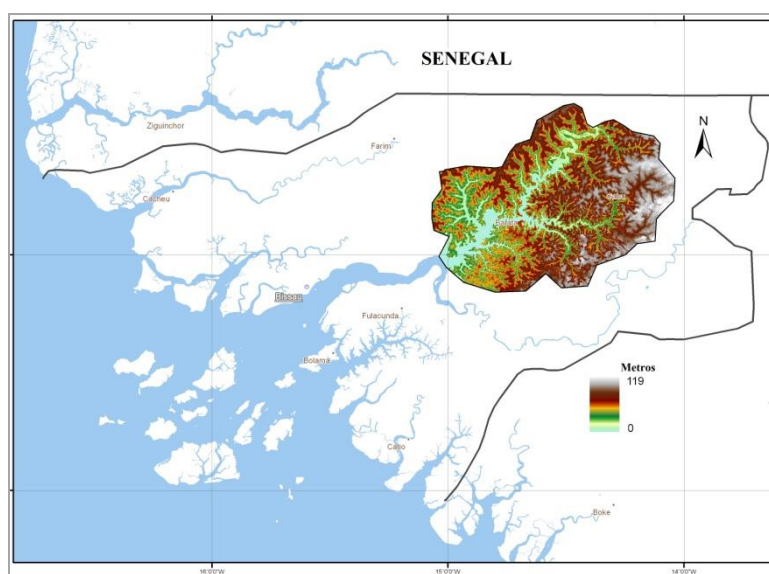 SENEGAL
Ziguinchor
N
Farim
Cacheu
Bissau
Fulacunda
Bolama
Metros
119
0
Catio
Boke
16°0'0"W
15°0'0"W
14°0'0"W